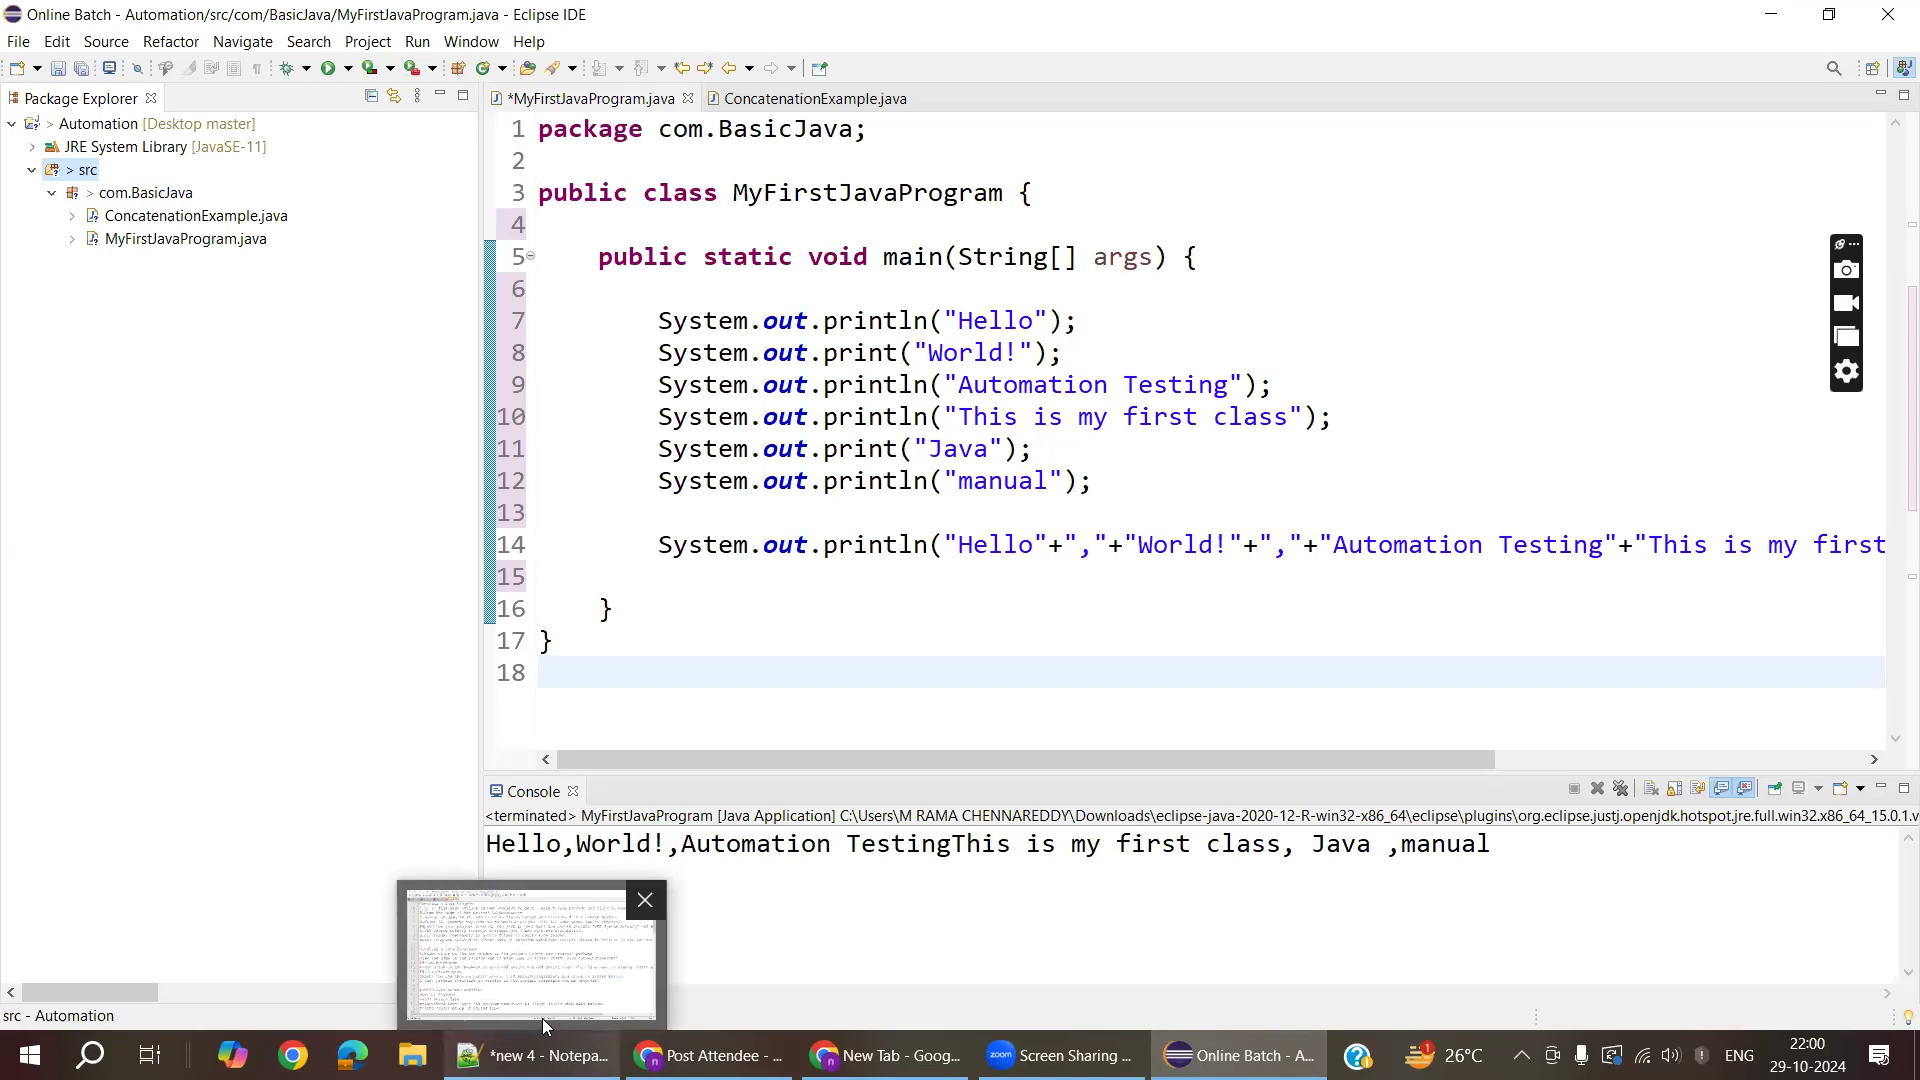 Online Batch - Automation/src/com/BasicJava/MyFirstJavaProgram.java - Eclipse IDE
File Edit Source Refactor Navigate Search Project Run Window Help
Package Explorer
> Automation [Desktop master]
JRE System Library [JavaSE-11]
> src
> com.BasicJava
ConcatenationExample.java
MyFirstJavaProgram.java
*MyFirstJavaProgram.java ConcatenationExample.java
1 package com.BasicJava;
2
3 public class MyFirstJavaProgram {
4
5 public static void main(String[] args) {
6
7 System.out.println("Hello");
8 System.out.print("World!");
9 System.out.println("Automation Testing");
10 System.out.println("This is my first class");
11 System.out.print("Java");
12 System.out.println("manual");
13
14 System.out.println("Hello"+","+"World!"+","+"Automation Testing"+"This is my first
15
16 }
17 }
18
Console
<terminated> MyFirstJavaProgram [Java Application] C:\Users\M RAMA CHENNAREDDY\Downloads\eclipse-java-2020-12-R-win32-x86_64\eclipse\plugins\org.eclipse.justj.openjdk.hotspot.jre.full.win32.x86_64_15.0.1.v
Hello,World!,Automation TestingThis is my first class, Java ,manual
src - Automation
*new 4 - Notepa...
Post Attendee - ...
New Tab - Goog...
zoom
Screen Sharing ...
Online Batch - A...
1
26°C
ENG
22:00
29-10-2024